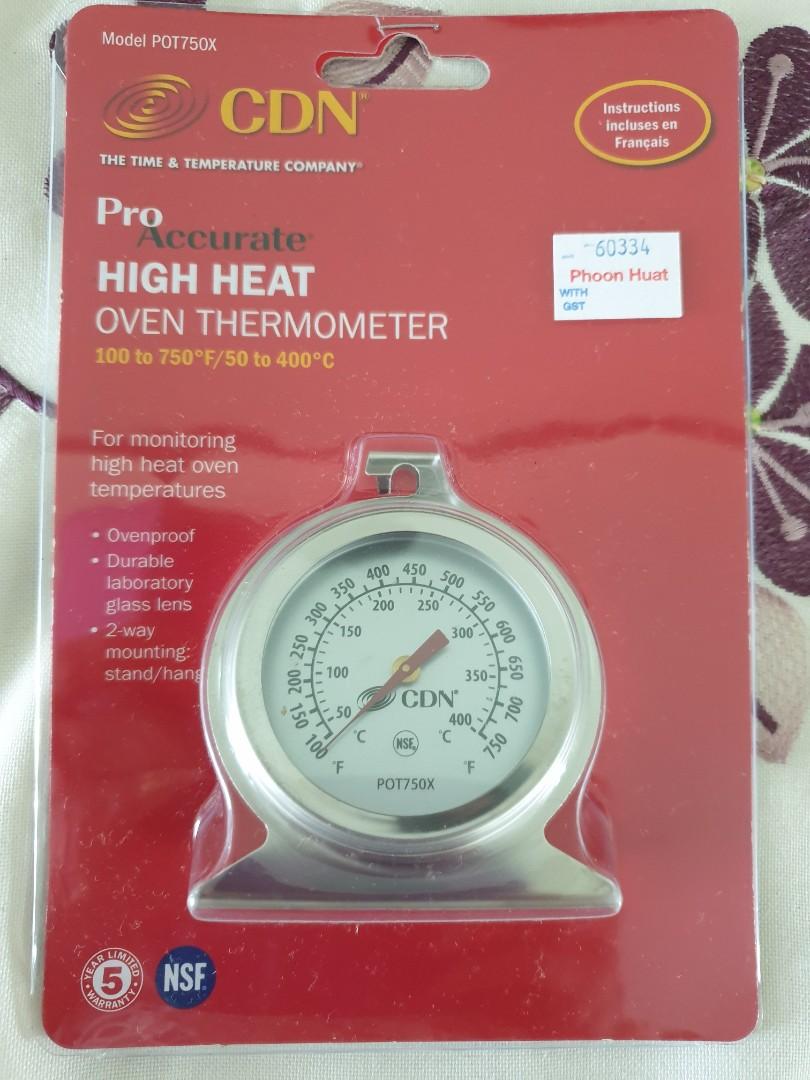 Model POT750X
CDN®
THE TIME & TEMPERATURE COMPANY®
Instructions
incluses en
Français
Pro
Accurate®
HIGH HEAT
OVEN THERMOMETER
100 to 750°F/50 to 400°C
60334
Phoon Huat
WITH
GST
For monitoring
high heat oven
temperatures
• Ovenproof
• Durable
laboratory
glass lens
• 2-way
mounting:
stand/hang
100 150 200 250 300 350 400 450 500 550 600 650 700 750
50 100 150 200 250 300 350 400
CDN®
°C NSF® °C
°F °F
POT750X
5 YEAR LIMITED WARRANTY
NSF®